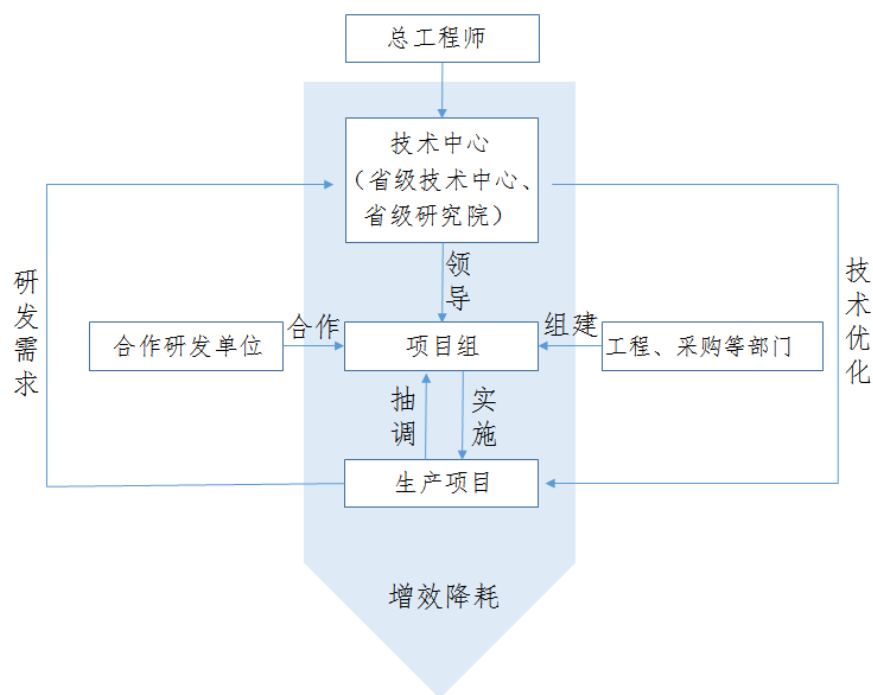 总工程师
技术中心
（省级技术中心、
省级研究院）
领导
研发需求
技术优化
合作研发单位
合作
项目组
组建
工程、采购等部门
抽调
实施
生产项目
增效降耗